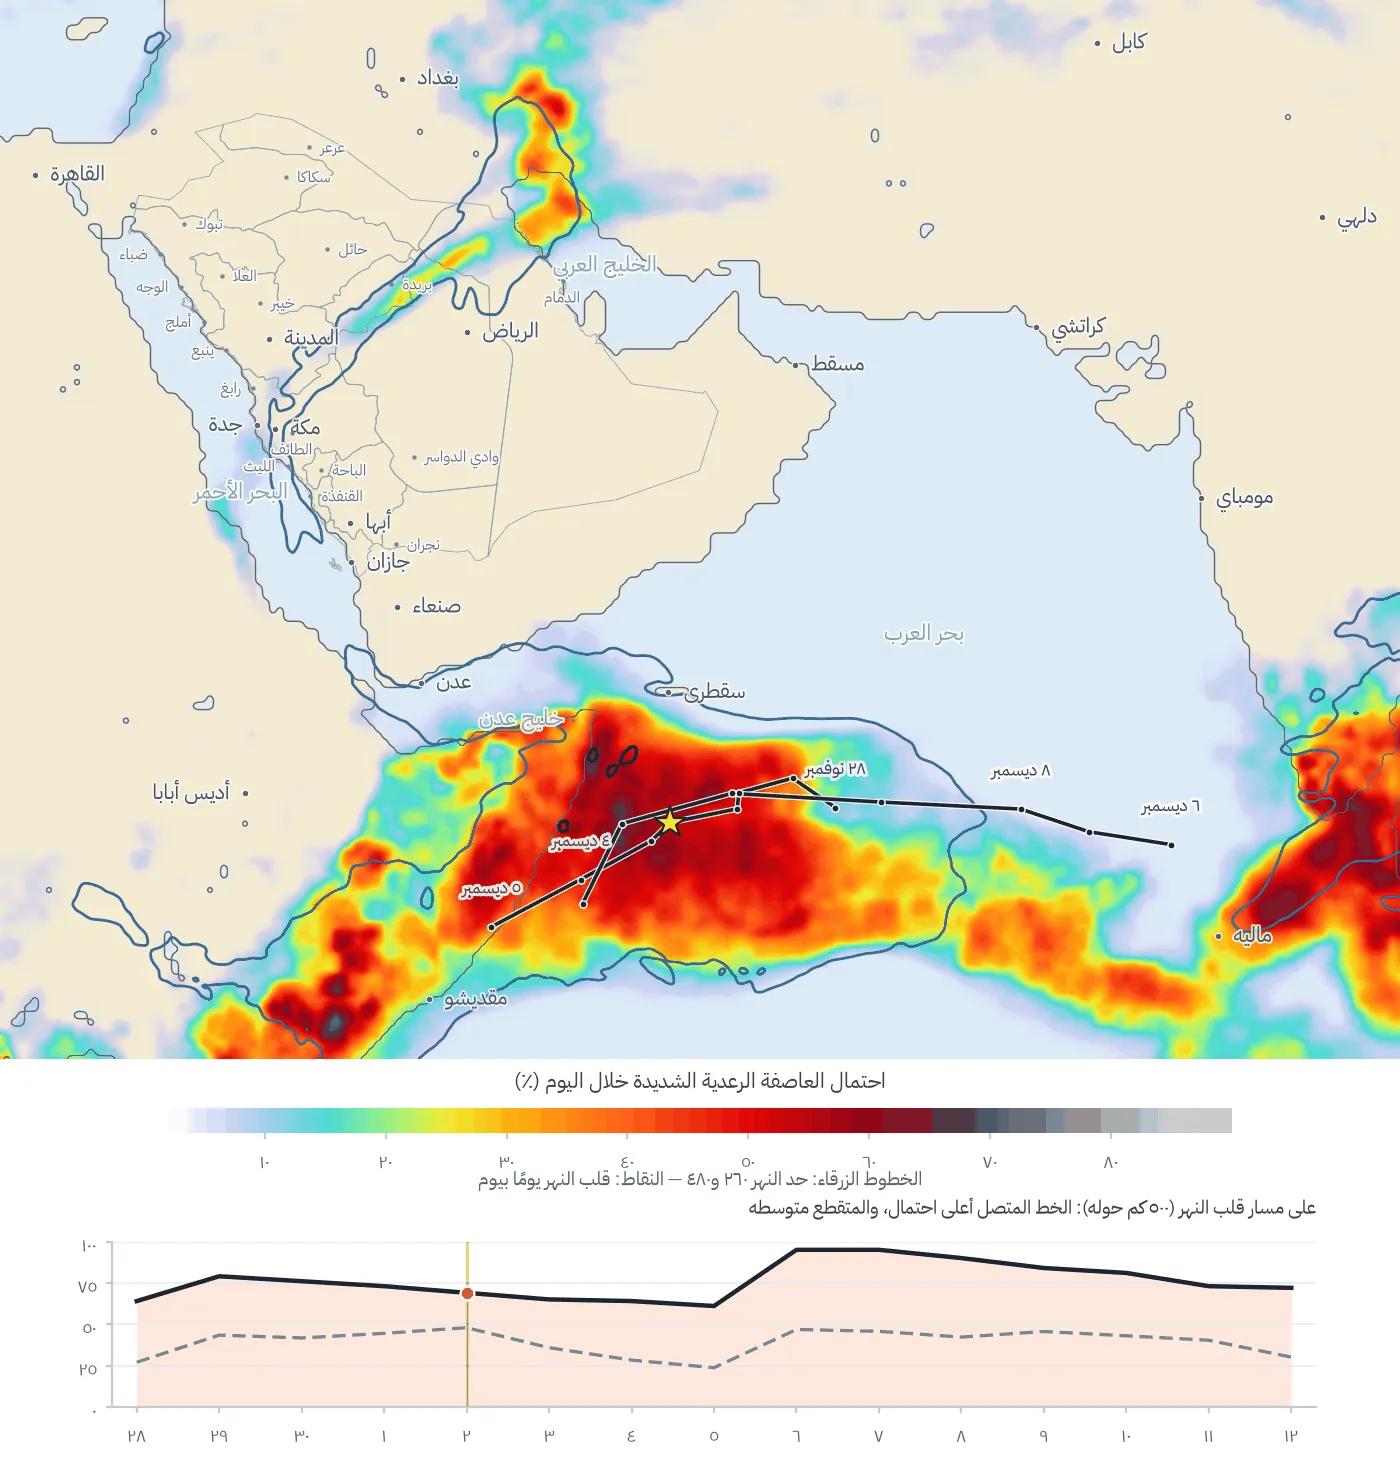 كابل
بغداد
عرعر
القاهرة
سكاكا
دلهي
تبوك
حائل
ضباء
الخليج العربي
العلا
بريدة
الوجه
الدمّام
خيبر
أملج
كراتشي
الرياض
المدينة
ينبع
مسقط
رابغ
جدة
مكة
الطائف
وادي الدواسر
الليث
الباحة
البحر الأحمر
القنفذة
مومباي
أبها
نجران
جازان
صنعاء
بحر العرب
عدن
سقطرى
خليج عدن
٢٨ نوفمبر
٨ ديسمبر
أديس أبابا
٦ ديسمبر
٤ ديسمبر
٥ ديسمبر
ماليه
مقديشو
احتمال العاصفة الرعدية الشديدة خلال اليوم (٪)
١٠ ٢٠ ٣٠ ٤٠ ٥٠ ٦٠ ٧٠ ٨٠
الخطوط الزرقاء: حد النهر ٢٦٠ و٤٨٠ — النقاط: قلب النهر يومًا بيوم
على مسار قلب النهر (٥٠٠ كم حوله): الخط المتصل أعلى احتمال، والمتقطع متوسطه
١٠٠
٧٥
٥٠
٢٥
٠
٢٨ ٢٩ ٣٠ ١ ٢ ٣ ٤ ٥ ٦ ٧ ٨ ٩ ١٠ ١١ ١٢